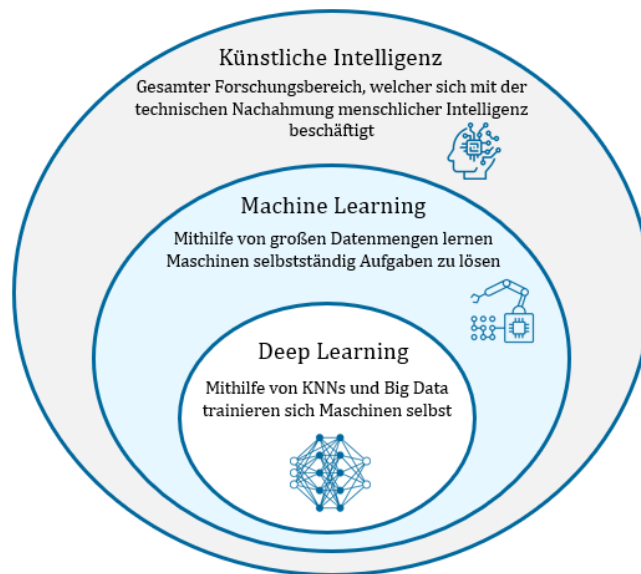 Künstliche Intelligenz
Gesamter Forschungsbereich, welcher sich mit der
technischen Nachahmung menschlicher Intelligenz
beschäftigt
Machine Learning
Mithilfe von großen Datenmengen lernen
Maschinen selbstständig Aufgaben zu lösen
Deep Learning
Mithilfe von KNNs und Big Data
trainieren sich Maschinen selbst